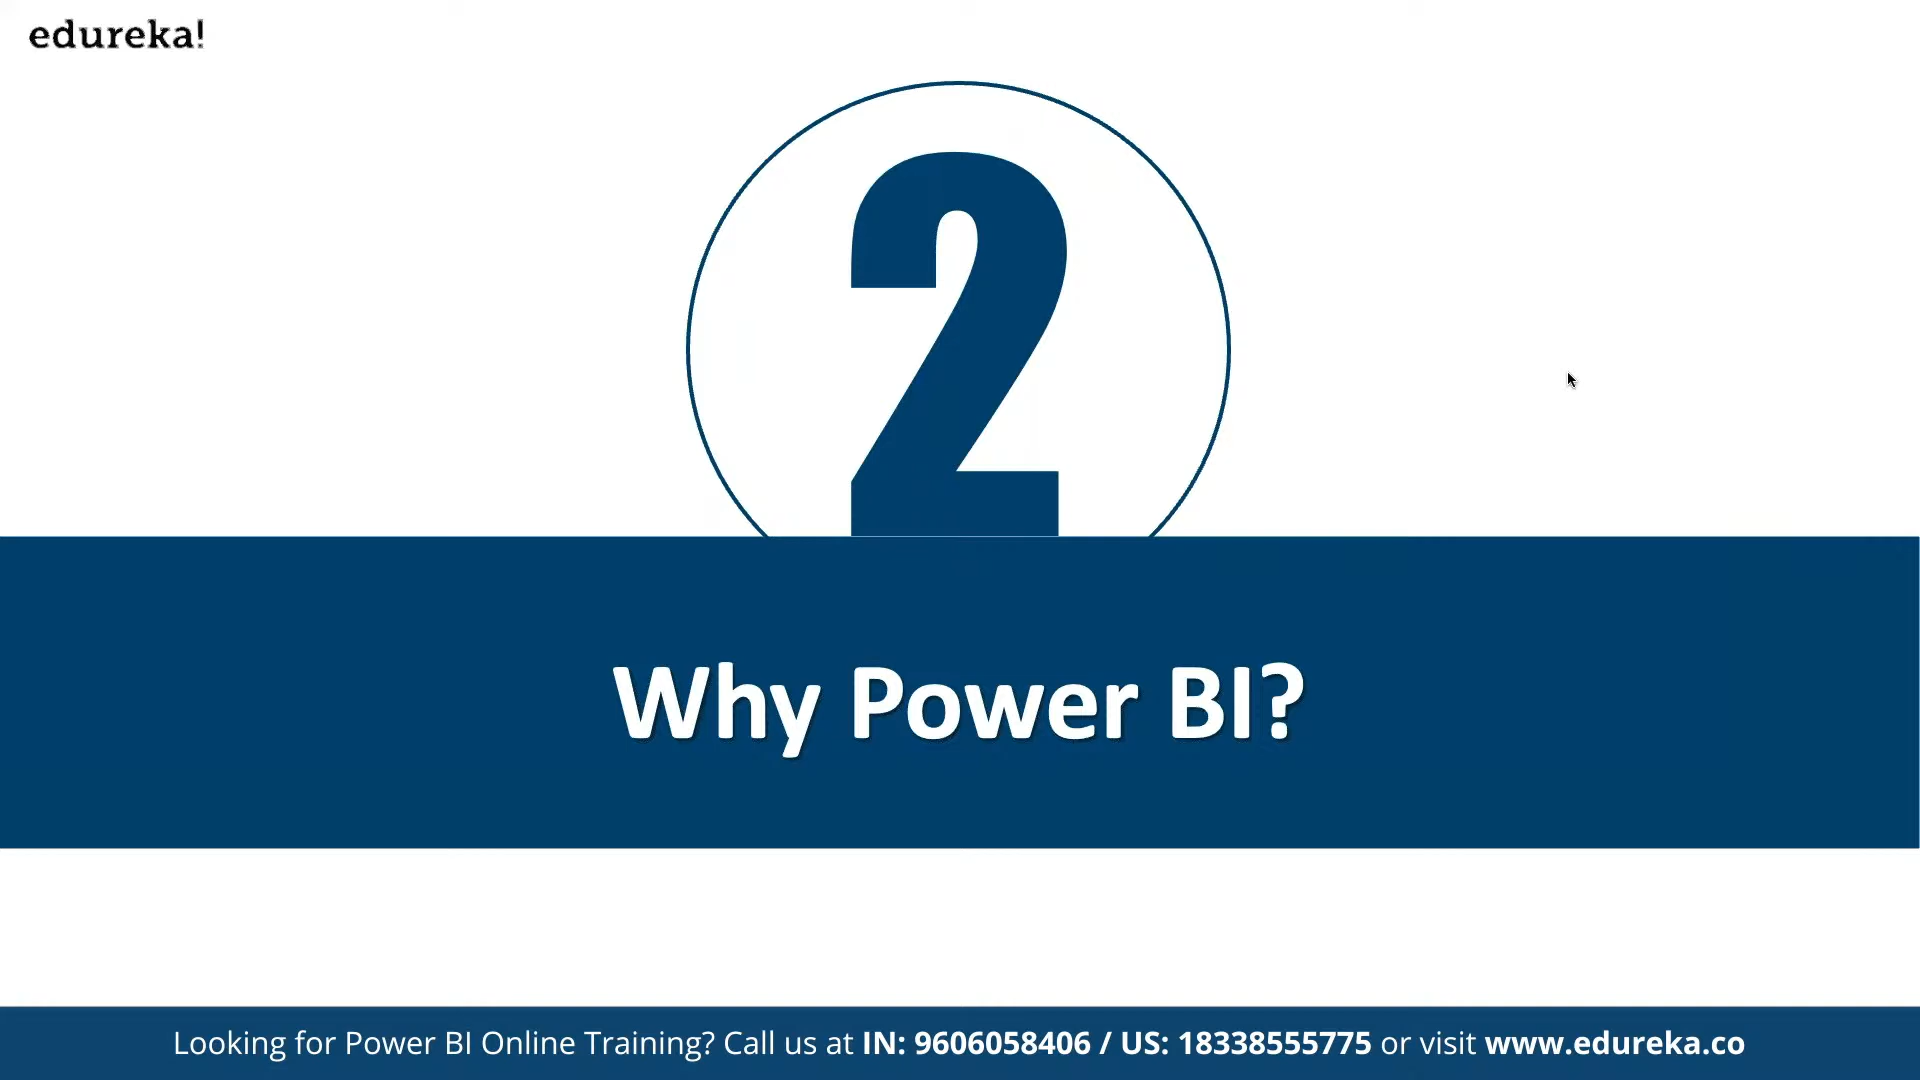 edureka!
2
Why Power BI?
Looking for Power BI Online Training? Call us at IN: 9606058406 / US: 18338555775 or visit www.edureka.co